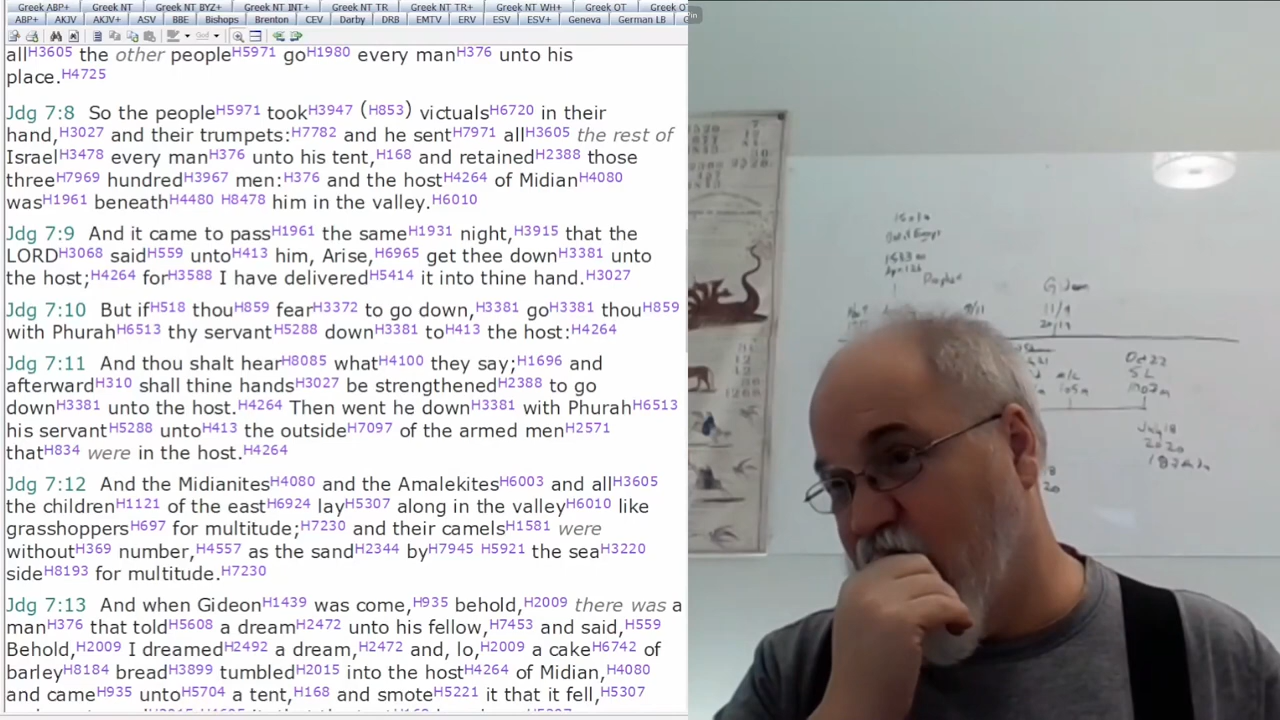 Greek ABP+ Greek NT Greek NT BYZ+ Greek NT INT+ Greek NT TR Greek NT TR+ Greek NT WH+ Greek OT
ABP+ AKJV AKJV+ ASV BBE Bishops Brenton CEV Darby DRB EMTV ERV ESV ESV+ Geneva German LB
allH3605 the other peopleH5971 goH1980 every manH376 unto his
place.H4725
Jdg 7:8 So the peopleH5971 tookH3947 (H853) victualsH6720 in their
hand,H3027 and their trumpets:H7782 and he sentH7971 allH3605 the rest of
IsraelH3478 every manH376 unto his tent,H168 and retainedH2388 those
threeH7969 hundredH3967 men:H376 and the hostH4264 of MidianH4080
wasH1961 beneathH4480 H8478 him in the valley.H6010
Jdg 7:9 And it came to passH1961 the sameH1931 night,H3915 that the
LORDH3068 saidH559 untoH413 him, Arise,H6965 get thee downH3381 unto
the host;H4264 forH3588 I have deliveredH5414 it into thine hand.H3027
Jdg 7:10 But ifH518 thouH859 fearH3372 to go down,H3381 goH3381 thouH859
with PhurahH6513 thy servantH5288 downH3381 toH413 the host:H4264
Jdg 7:11 And thou shalt hearH8085 whatH4100 they say;H1696 and
afterwardH310 shall thine handsH3027 be strengthenedH2388 to go
downH3381 unto the host.H4264 Then went he downH3381 with PhurahH6513
his servantH5288 untoH413 the outsideH7097 of the armed menH2571
thatH834 were in the host.H4264
Jdg 7:12 And the MidianitesH4080 and the AmalekitesH6003 and allH3605
the childrenH1121 of the eastH6924 layH5307 along in the valleyH6010 like
grasshoppersH697 for multitude;H7230 and their camelsH1581 were
withoutH369 number,H4557 as the sandH2344 byH7945 H5921 the seaH3220
sideH8193 for multitude.H7230
Jdg 7:13 And when GideonH1439 was come,H935 behold,H2009 there was a
manH376 that toldH5608 a dreamH2472 unto his fellow,H7453 and said,H559
Behold,H2009 I dreamedH2492 a dream,H2472 and, lo,H2009 a cakeH6742 of
barleyH8184 breadH3899 tumbledH2015 into the hostH4264 of Midian,H4080
and cameH935 untoH5704 a tent,H168 and smoteH5221 it that it fell,H5307
Prophet
Gideon
9/11
11/9
2019
Oct 22
July 18
2020